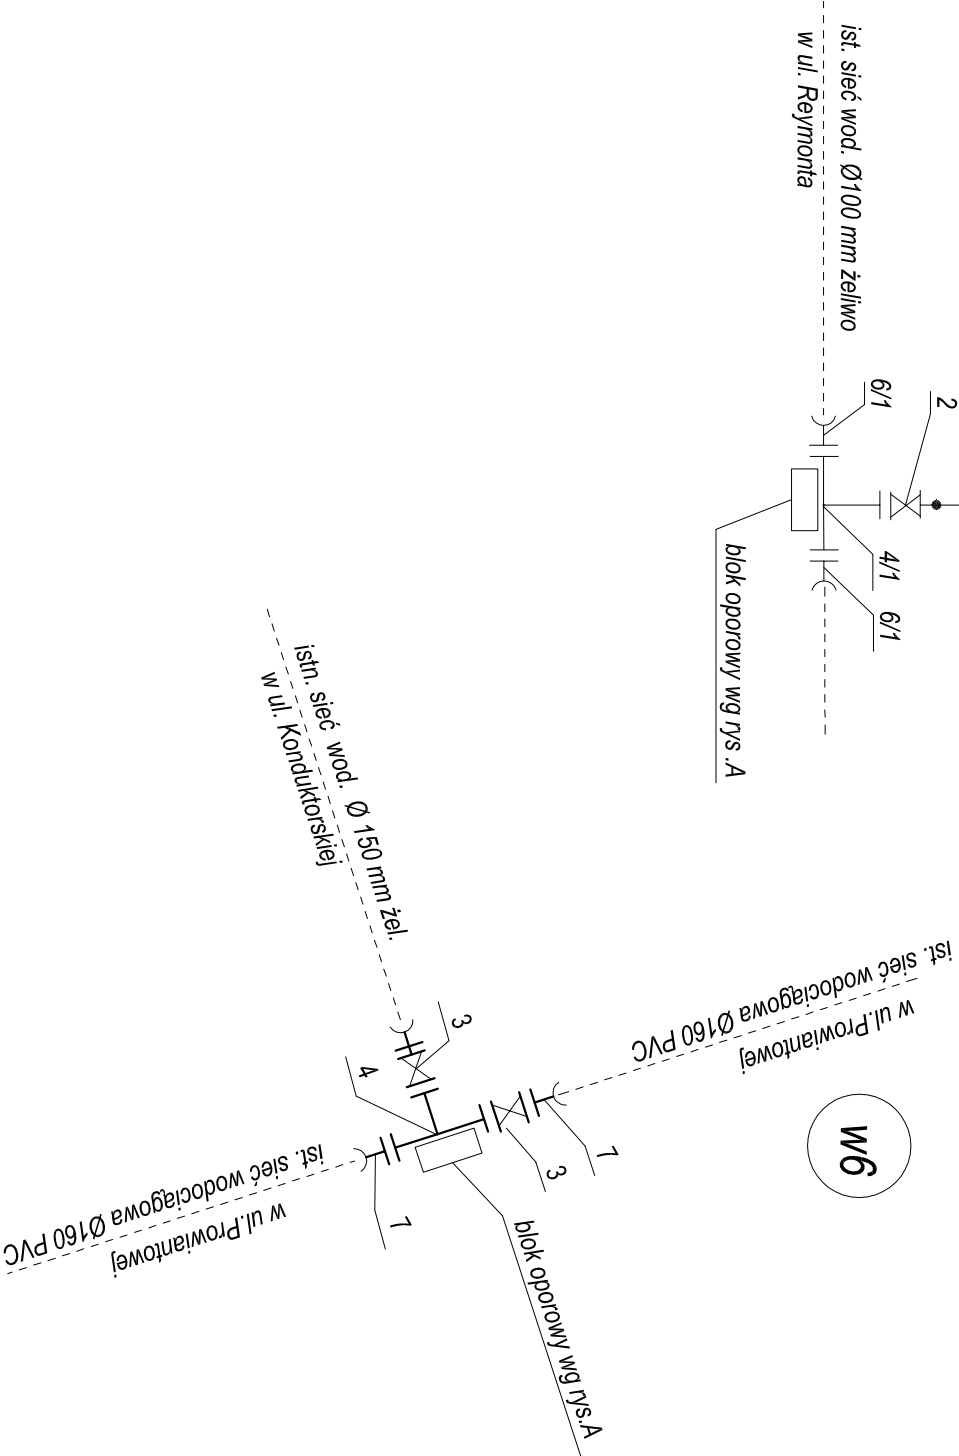 ist. sieć wod. Ø100 mm żeliwo
w ul. Reymonta
6/1
2
4/1
6/1
blok oporowy wg rys .A
istn. sieć wod. Ø 150 mm żel.
w ul. Konduktorskiej
3
4
ist. sieć wodociągowa Ø160 PVC
w ul.Prowiantowej
w6
7
3
7
ist. sieć wodociągowa Ø160 PVC
w ul.Prowiantowej
blok oporowy wg rys.A